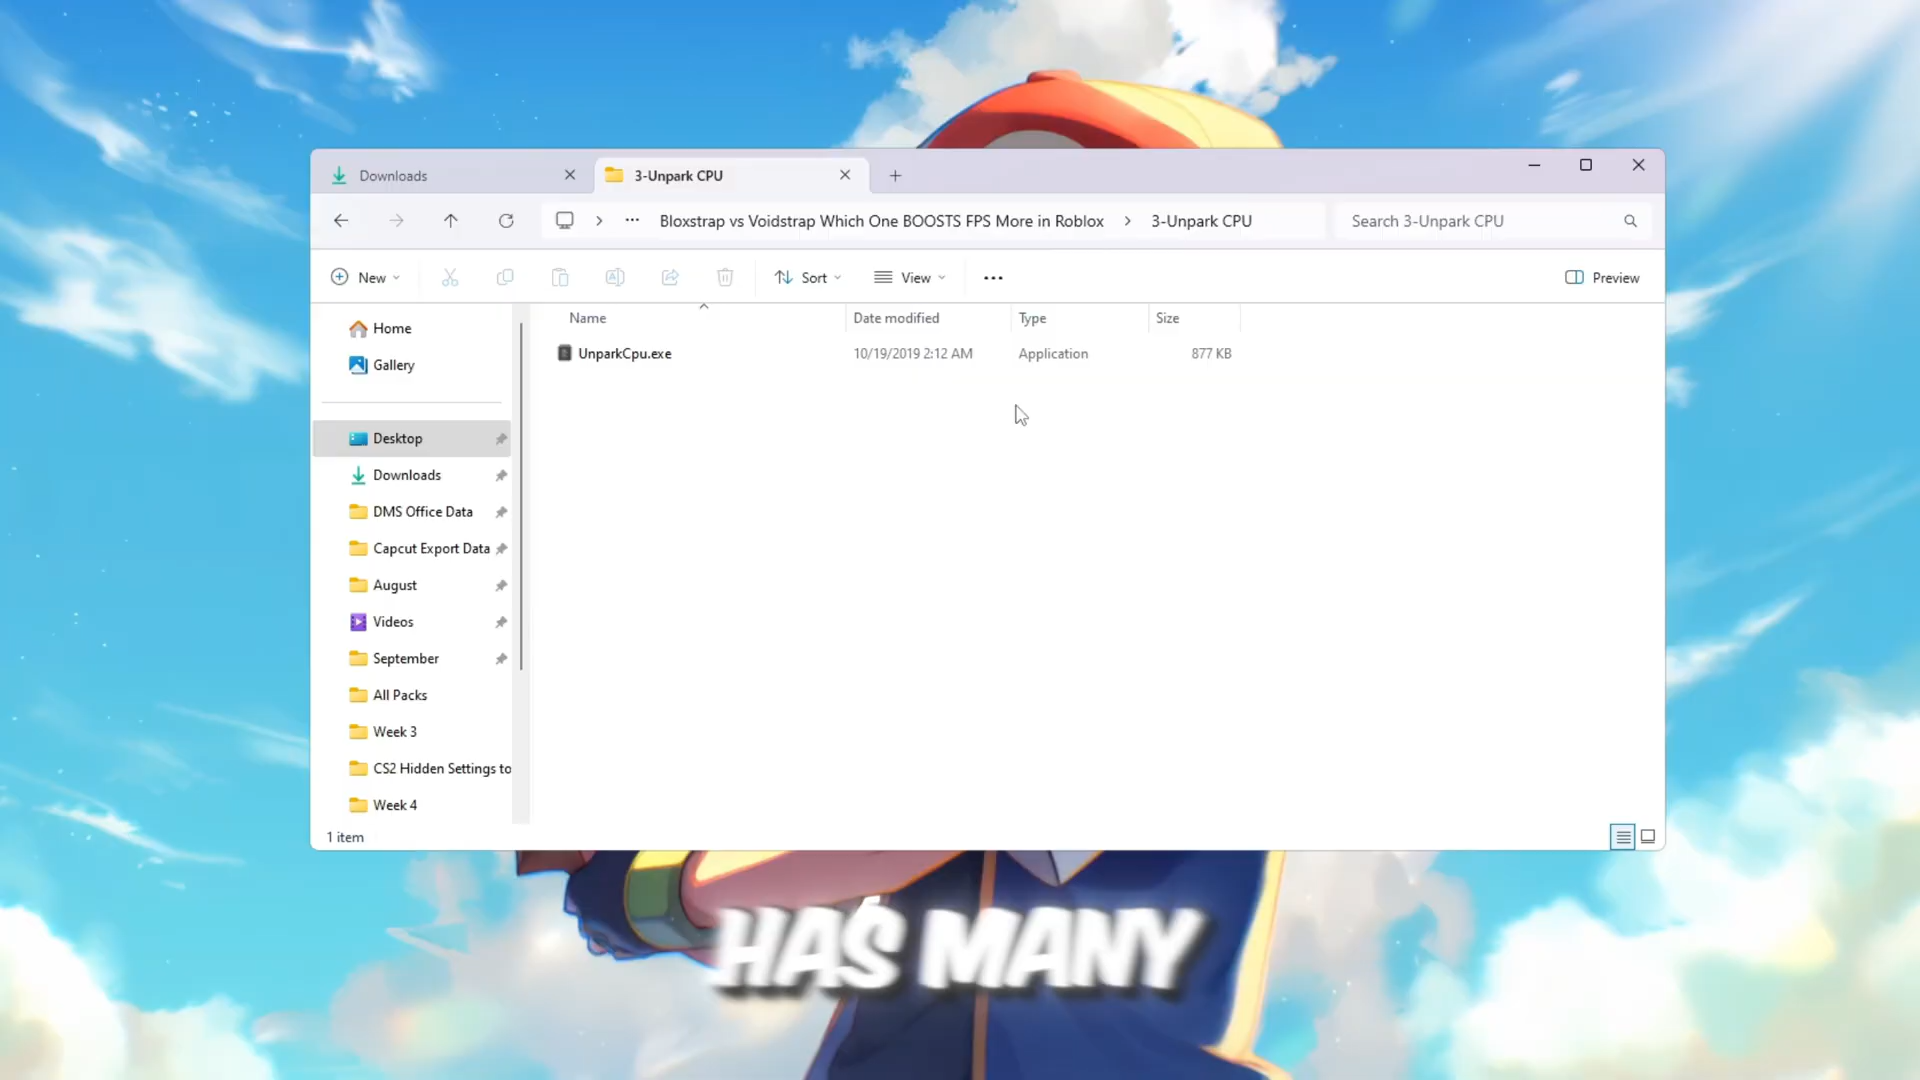 Downloads
3-Unpark CPU
Bloxstrap vs Voidstrap Which One BOOSTS FPS More in Roblox
3-Unpark CPU
Search 3-Unpark CPU
New
Sort
View
Preview
Name
Date modified
Type
Size
UnparkCpu.exe
10/19/2019 2:12 AM
Application
877 KB
Home
Gallery
Desktop
Downloads
DMS Office Data
Capcut Export Data
August
Videos
September
All Packs
Week 3
CS2 Hidden Settings to
Week 4
1 item
HAS MANY